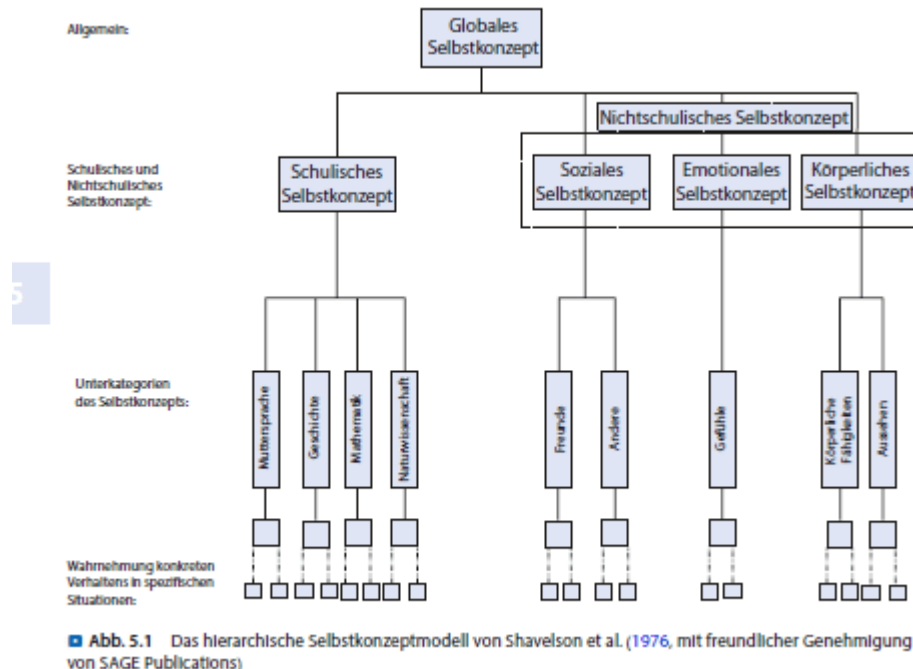 Allgemein:
Globales
Selbstkonzept
Nichtschulisches Selbstkonzept
Schulisches und
Nichtschulisches
Selbstkonzept:
Schulisches
Selbstkonzept
Soziales
Selbstkonzept
Emotionales
Selbstkonzept
Körperliches
Selbstkonzept
5
Unterkategorien
des Selbstkonzepts:
Muttersprache
Geschichte
Mathematik
Naturwissenschaft
Freunde
Andere
Gefühle
Körperliche
Fähigkeiten
Aussehen
Wahrnehmung konkreten
Verhaltens in spezifischen
Situationen:
Abb. 5.1 Das hierarchische Selbstkonzeptmodell von Shavelson et al. (1976, mit freundlicher Genehmigung
von SAGE Publications)